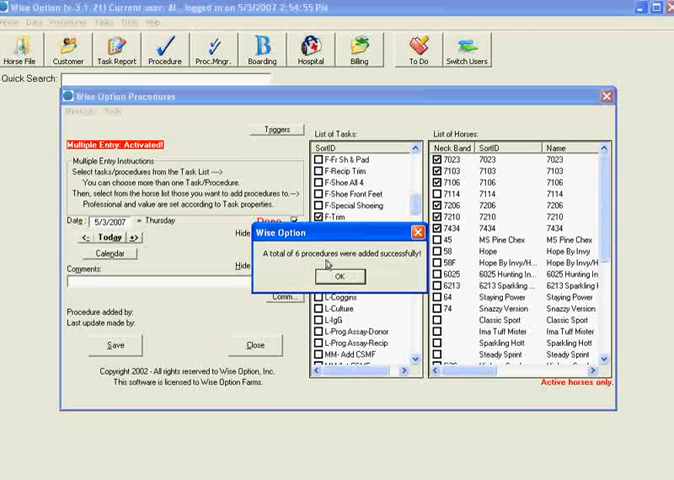 Wise Option (v. 3.1.21) Current user: AL. logged in on 5/3/2007 2:54:55 PM
Horse Data Procedures Tasks Tools Help
Horse File Customer Task Report Procedure Proc.Mngr. Boarding Hospital Billing To Do Switch Users
Quick Search:
Wise Option Procedures
Tools
Triggers
Multiple Entry: Activated!
Multiple Entry Instructions
Select tasks/procedures from the Task List ---->
You can choose more than one Task/Procedure.
Then, select from the horse list those you want to add procedures to.-->
Professional and value are set according to Task properties.
Date: 5/3/2007 = Thursday
Done
<- Today +>
Hide
Calendar
Hide
Comments:
Comm...
Procedure added by:
Last update made by:
Save
Close
Copyright 2002 - All rights reserved to Wise Option, Inc.
This software is licensed to Wise Option Farms.
List of Tasks:
SortID
F-Fr Sh & Pad
F-Recip Trim
F-Shoe All 4
F-Shoe Front Feet
F-Special Shoeing
F-Trim
L-Coggins
L-Culture
L-IgG
L-Prog Assay-Donor
L-Prog Assay-Recip
MM- Add CSMF
List of Horses:
Neck Band SortID Name
7023 7023 7023
7103 7103 7103
7106 7106 7106
7114 7114 7114
7206 7206 7206
7210 7210 7210
7434 7434 7434
45 MS Pine Chex MS Pine Chex
58 Hope Hope
58F Hope By Invy/H... Hope By Invy/H...
6025 6025 Hunting In... 6025 Hunting In...
6213 6213 Sparkling... 6213 Sparkling...
64 Staying Power Staying Power
74 Snazzy Version Snazzy Version
Classic Sport Classic Sport
Ima Tuff Mister Ima Tuff Mister
Sparkling Hott Sparkling Hott
Steady Sprint Steady Sprint
Active horses only.
Wise Option
A total of 6 procedures were added successfully!
OK